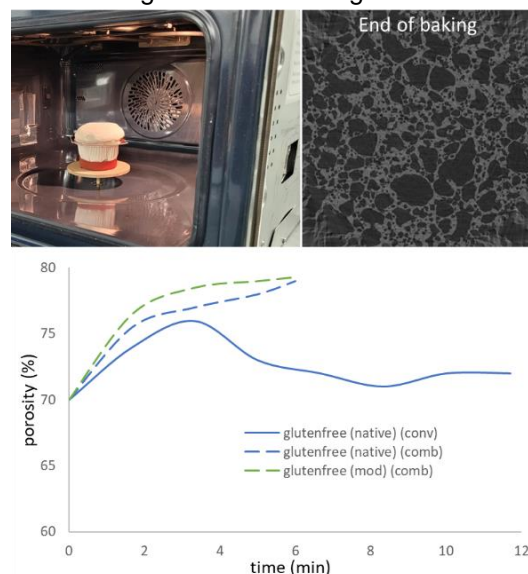 End of baking
80
75
70
65
60
porosity (%)
glutenfree (native) (conv)
glutenfree (native) (comb)
glutenfree (mod) (comb)
0 2 4 6 8 10 12
time (min)